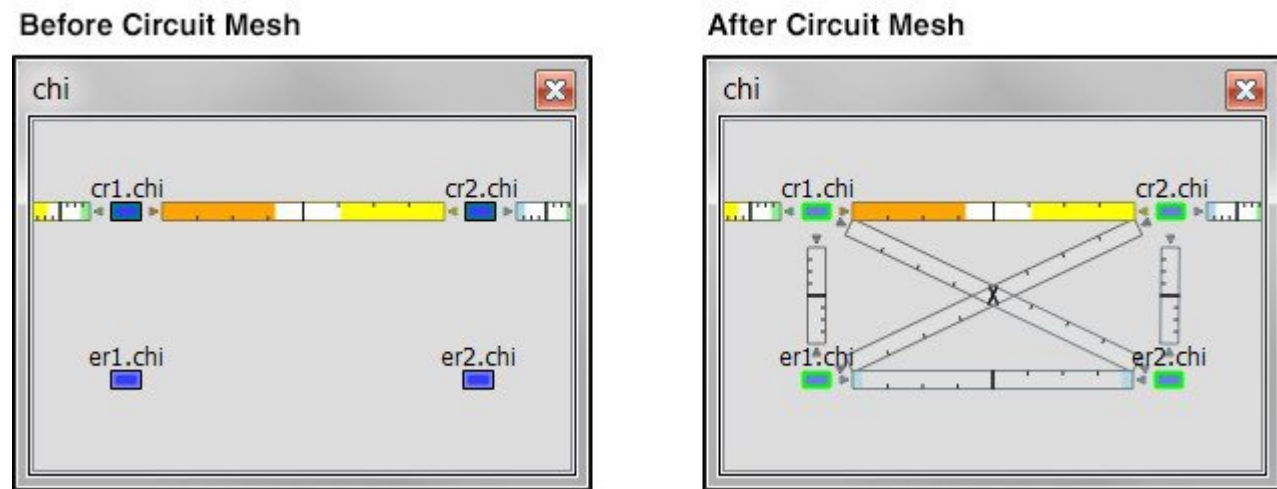 Before Circuit Mesh
After Circuit Mesh
chi
chi
cr1.chi
cr2.chi
cr1.chi
cr2.chi
er1.chi
er2.chi
er1.chi
er2.chi